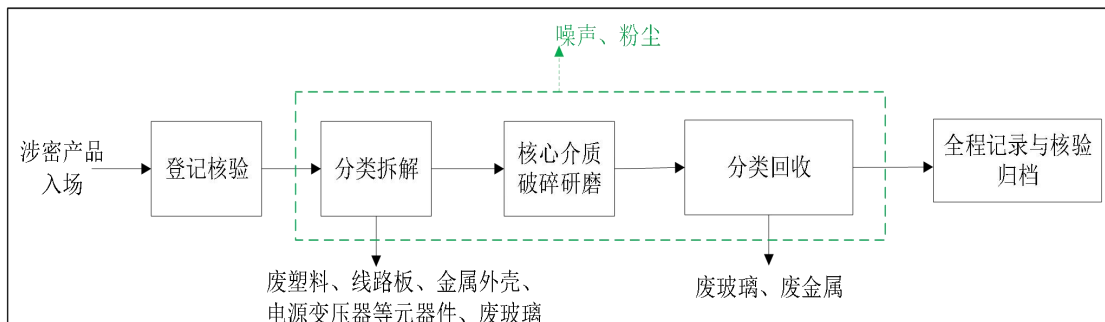 噪声、粉尘
涉密产品
入场
登记核验
分类拆解
核心介质
破碎研磨
分类回收
全程记录与核验
归档
废塑料、线路板、金属外壳、
电源变压器等元器件、废玻璃
废玻璃、废金属